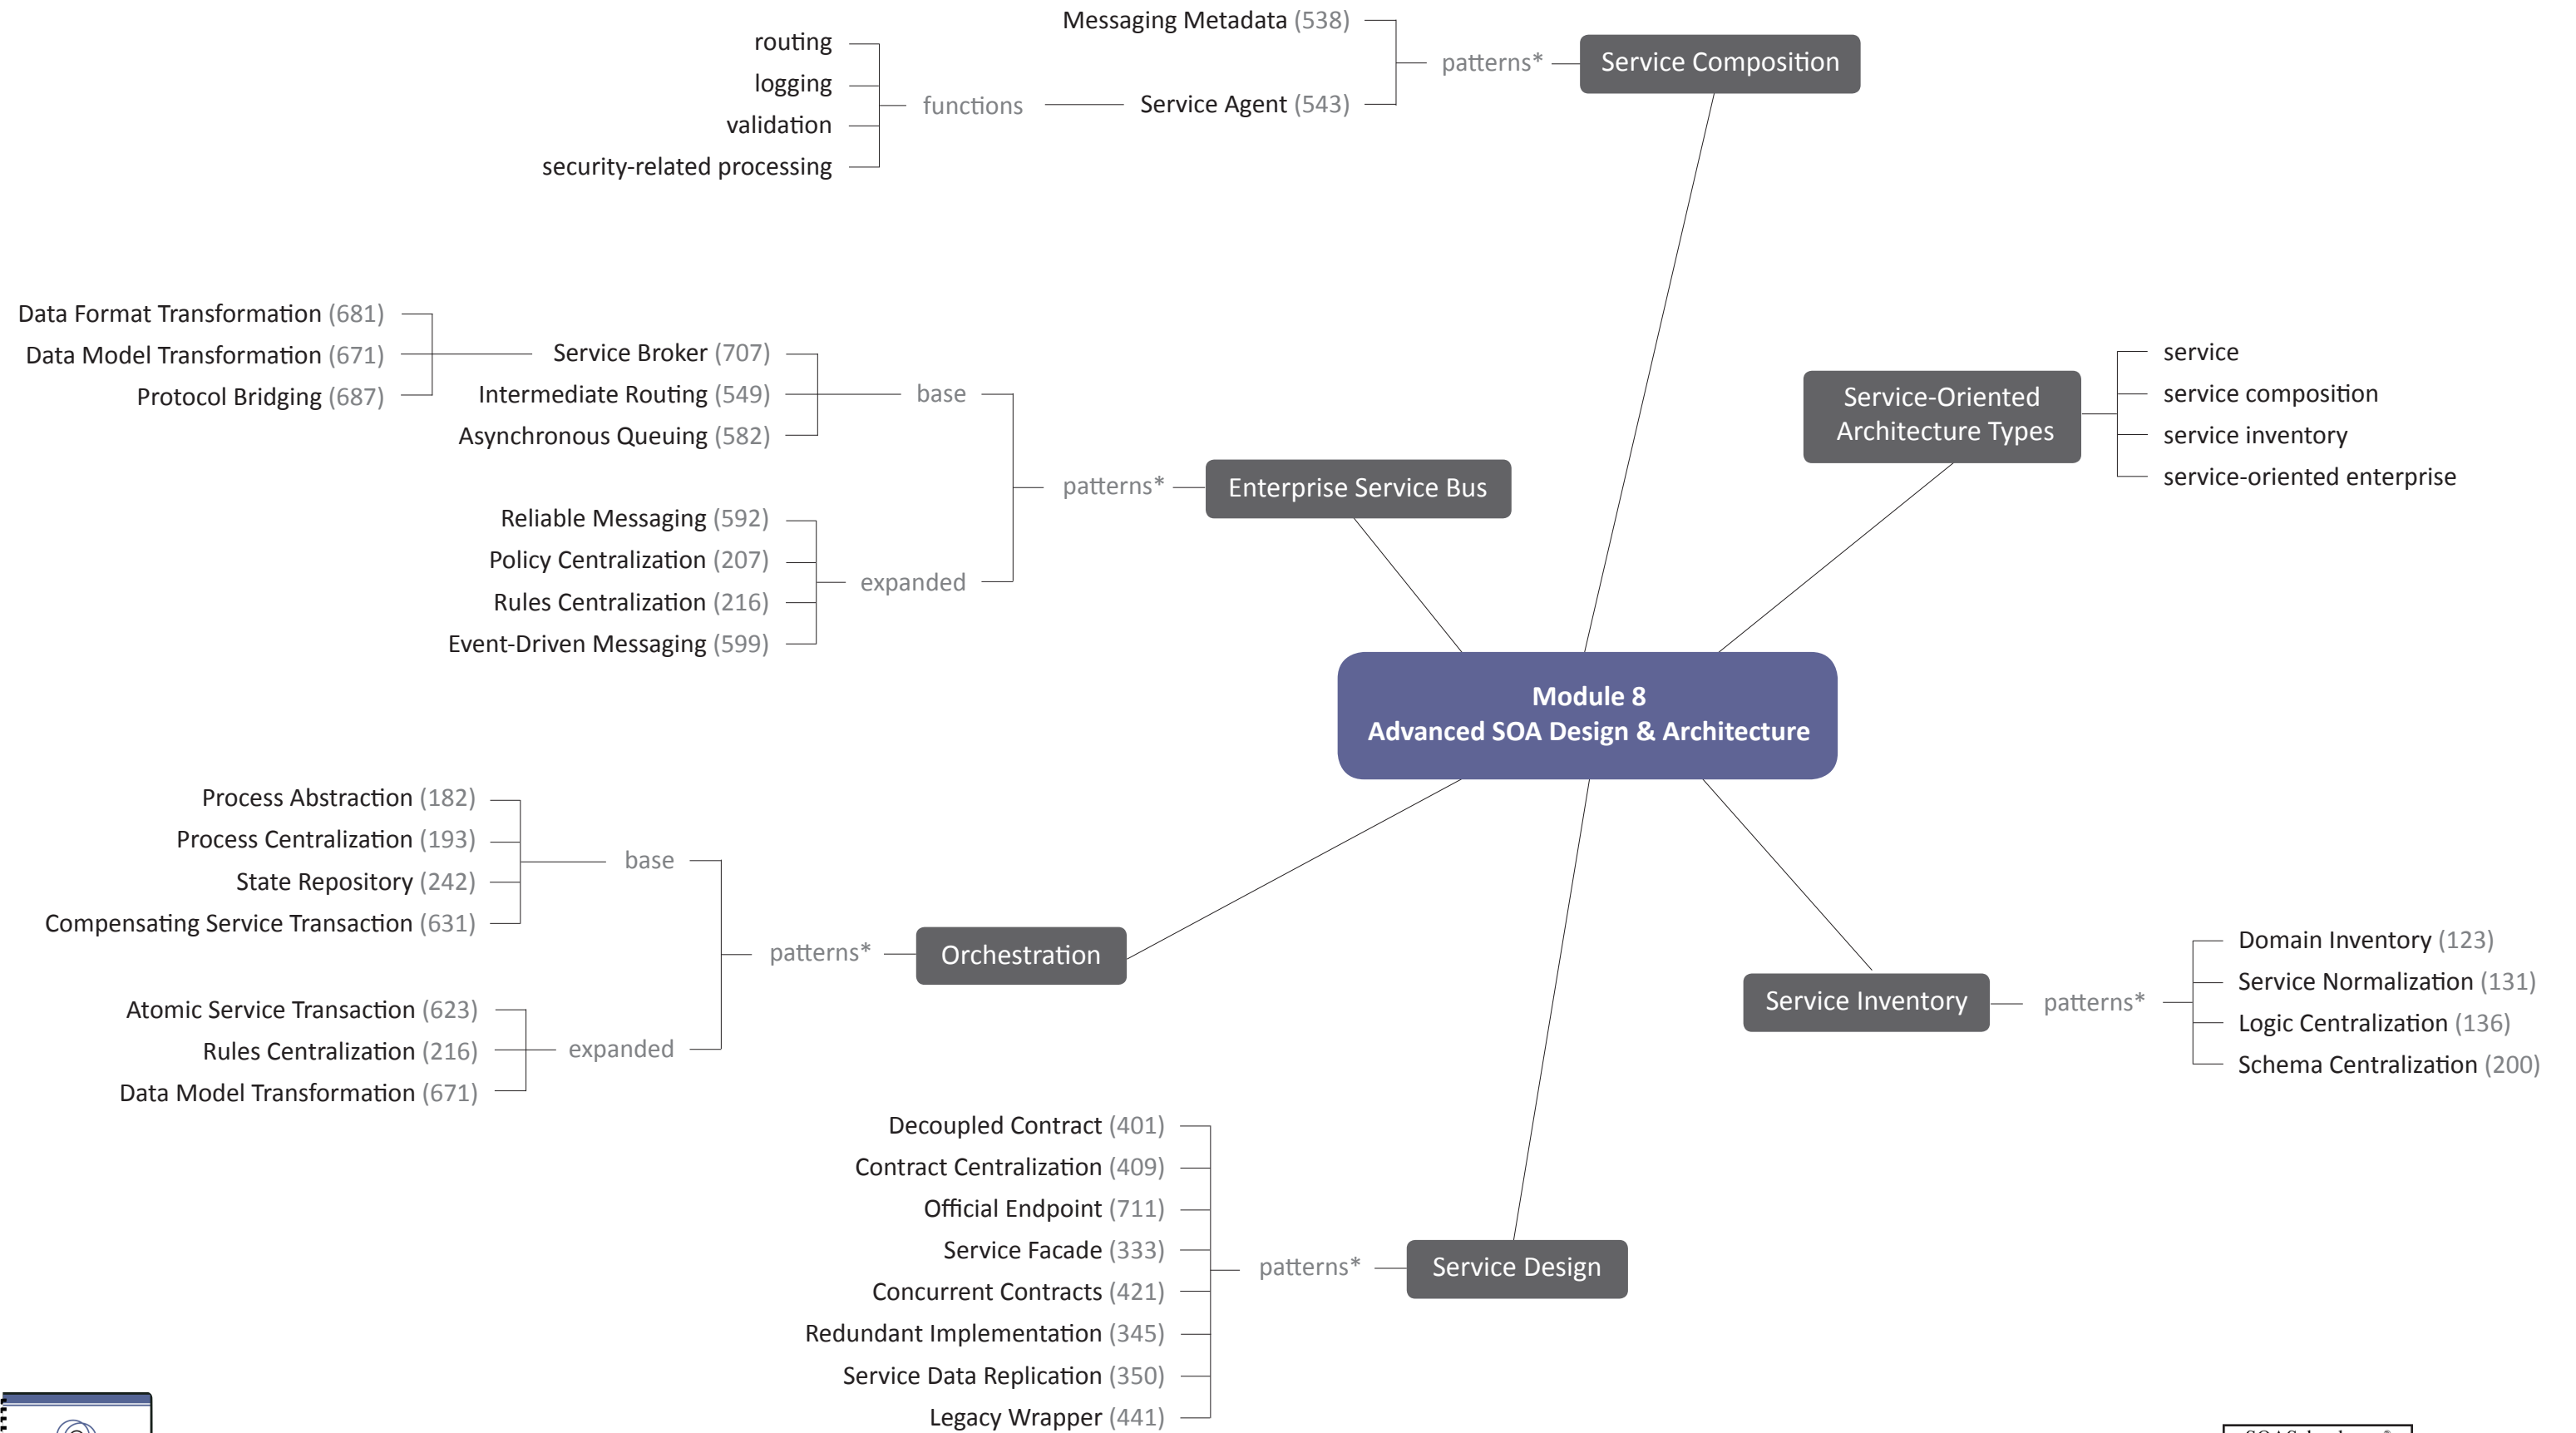 Messaging Metadata (538)
Service Agent (543)
patterns*
Service Composition
functions
routing
logging
validation
security-related processing
Data Format Transformation (681)
Data Model Transformation (671)
Protocol Bridging (687)
Service Broker (707)
Intermediate Routing (549)
Asynchronous Queuing (582)
base
Reliable Messaging (592)
Policy Centralization (207)
Rules Centralization (216)
Event-Driven Messaging (599)
expanded
patterns*
Enterprise Service Bus
Service-Oriented
Architecture Types
service
service composition
service inventory
service-oriented enterprise
Module 8
Advanced SOA Design & Architecture
Process Abstraction (182)
Process Centralization (193)
State Repository (242)
Compensating Service Transaction (631)
base
Atomic Service Transaction (623)
Rules Centralization (216)
Data Model Transformation (671)
expanded
patterns*
Orchestration
Service Inventory
patterns*
Domain Inventory (123)
Service Normalization (131)
Logic Centralization (136)
Schema Centralization (200)
Decoupled Contract (401)
Contract Centralization (409)
Official Endpoint (711)
Service Facade (333)
Concurrent Contracts (421)
Redundant Implementation (345)
Service Data Replication (350)
Legacy Wrapper (441)
patterns*
Service Design